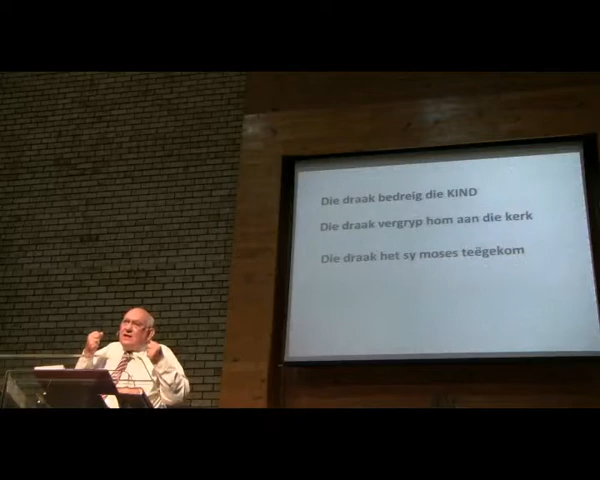 Die draak bedreig die KIND
Die draak vergryp hom aan die kerk
Die draak het sy moses teëgekom